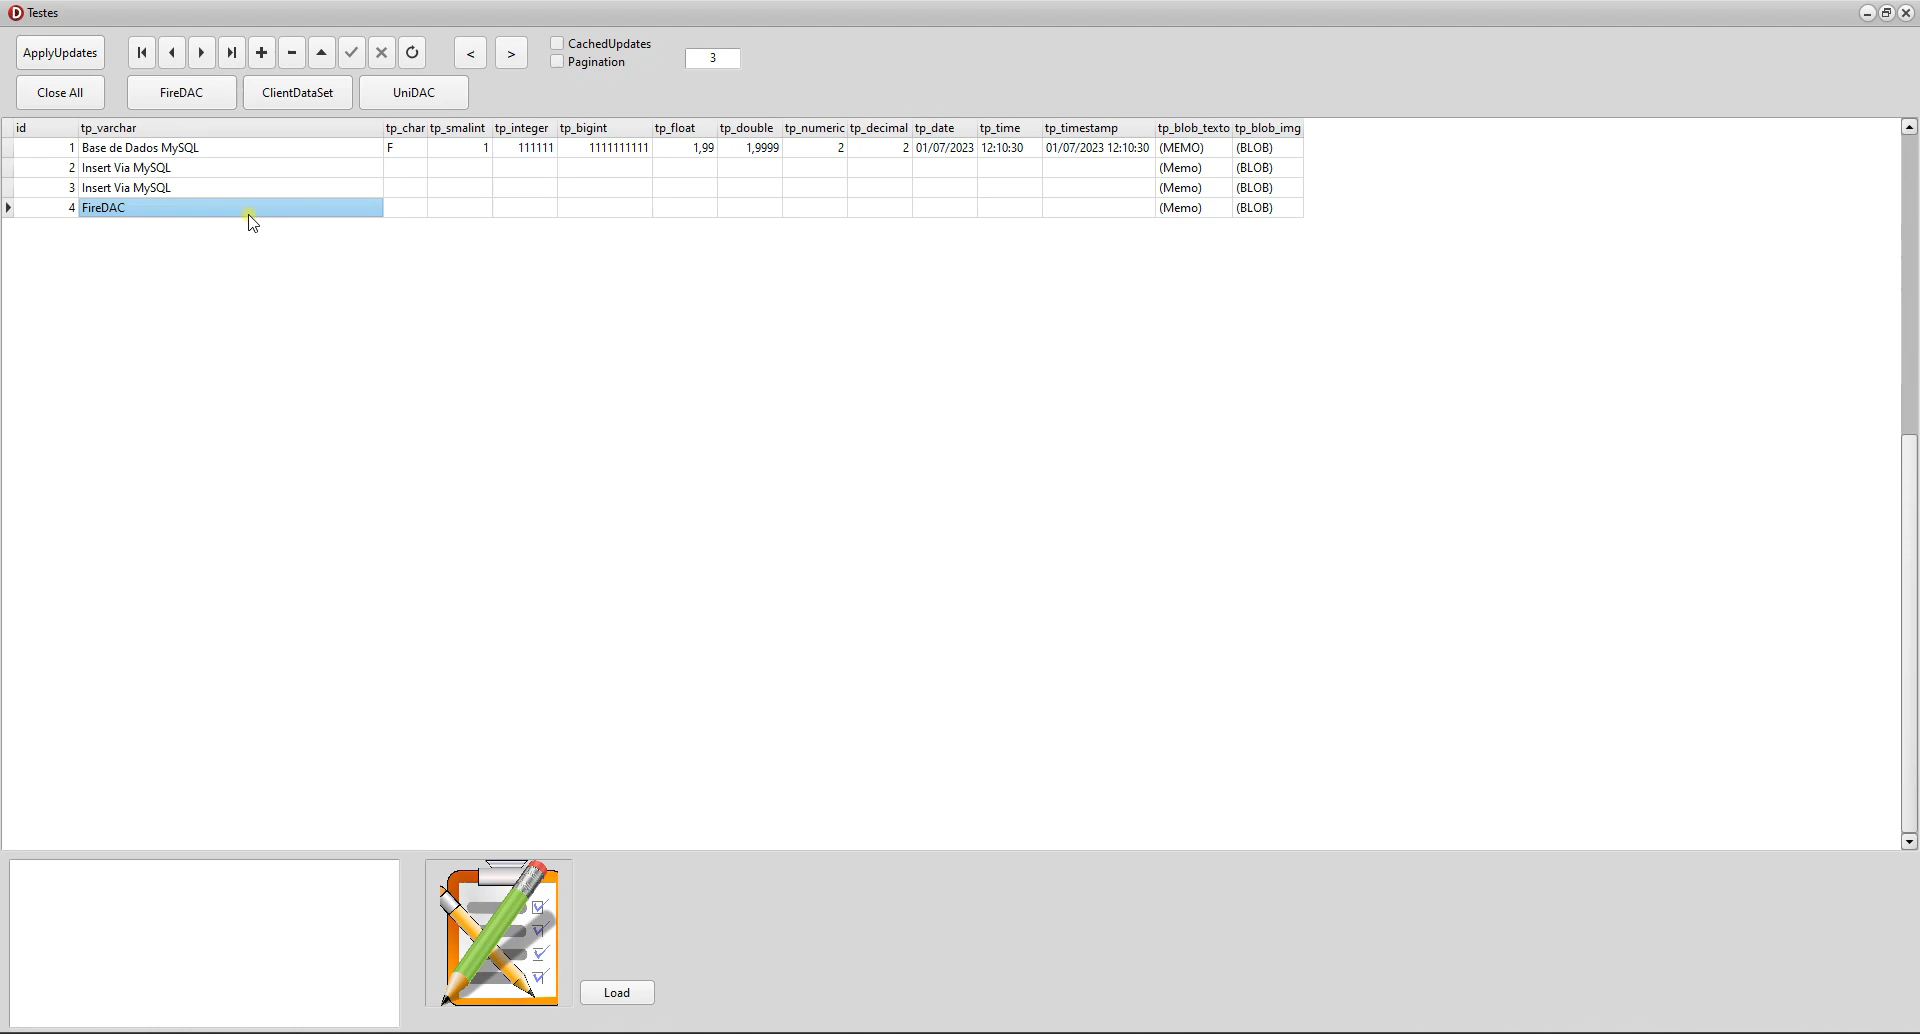 Testes
ApplyUpdates < > CachedUpdates
Pagination 3
Close All FireDAC ClientDataSet UniDAC
id tp_varchar tp_char tp_smalint tp_integer tp_bigint tp_float tp_double tp_numeric tp_decimal tp_date tp_time tp_timestamp tp_blob_texto tp_blob_img
1 Base de Dados MySQL F 1 111111 1111111111 1,99 1,9999 2 2 01/07/2023 12:10:30 01/07/2023 12:10:30 (MEMO) (BLOB)
2 Insert Via MySQL (Memo) (BLOB)
3 Insert Via MySQL (Memo) (BLOB)
4 FireDAC (Memo) (BLOB)
Load